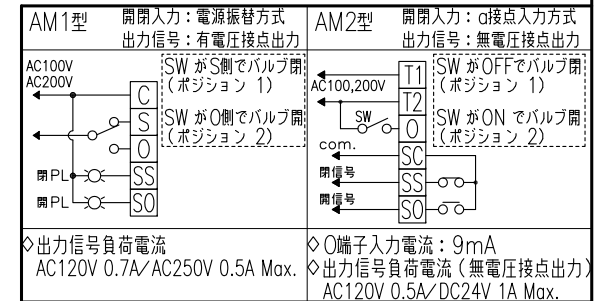 AM1型
開閉入力：電源振替方式
出力信号：有電圧接点出力
AC100V
AC200V
SW がS側でバルブ閉
(ポジション 1)
SW がO側でバルブ開
(ポジション 2)
C
S
O
閉PL
SS
開PL
SO
◇出力信号負荷電流
AC120V 0.7A/AC250V 0.5A Max.
AM2型
開閉入力：a接点入力方式
出力信号：無電圧接点出力
SW がOFFでバルブ閉
(ポジション 1)
SW がON でバルブ開
(ポジション 2)
T1
AC100,200V
T2
SW
O
com.
SC
閉信号
SS
開信号
SO
◇O端子入力電流：9mA
◇出力信号負荷電流(無電圧接点出力)
AC120V 0.5A/DC24V 1A Max.